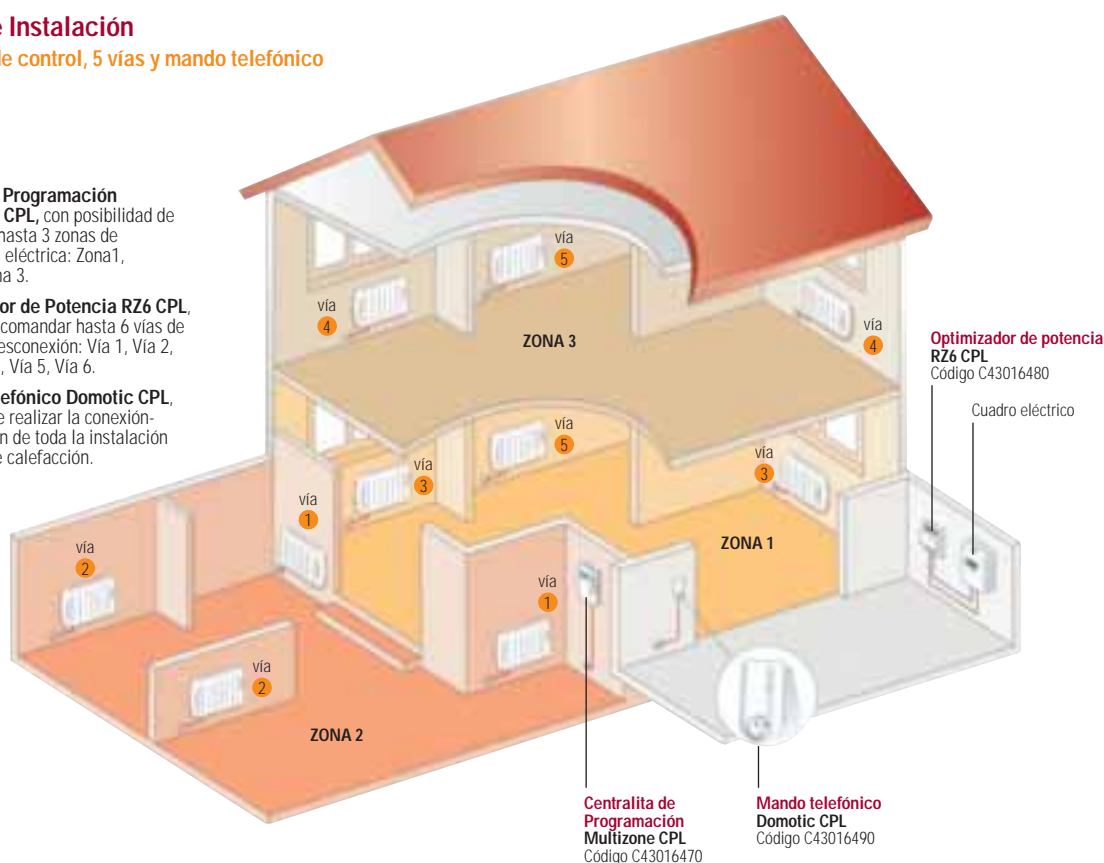 e Instalación
de control, 5 vías y mando telefónico
Programación
CPL, con posibilidad de
hasta 3 zonas de
eléctrica: Zona1,
na 3.
or de Potencia RZ6 CPL,
comandar hasta 6 vías de
esconexión: Vía 1, Vía 2,
, Vía 5, Vía 6.
efónico Domotic CPL,
e realizar la conexión-
n de toda la instalación
e calefacción.
vía
5
vía
4
ZONA 3
vía
4
Optimizador de potencia
RZ6 CPL
Código C43016480
Cuadro eléctrico
vía
5
vía
3
vía
3
vía
1
ZONA 1
vía
2
vía
1
vía
2
ZONA 2
Centralita de
Programación
Multizone CPL
Código C43016470
Mando telefónico
Domotic CPL
Código C43016490